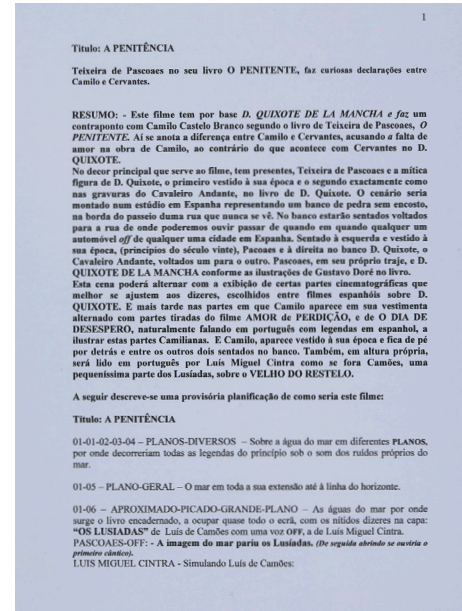 1
Titulo: A PENITÊNCIA
Teixeira de Pascoaes no seu livro O PENITENTE, faz curiosas declarações entre
Camilo e Cervantes.
RESUMO: - Este filme tem por base D. QUIXOTE DE LA MANCHA e faz um
contraponto com Camilo Castelo Branco segundo o livro de Teixeira de Pascoaes, O
PENITENTE. Aí se anota a diferença entre Camilo e Cervantes, acusando a falta de
amor na obra de Camilo, ao contrário do que acontece com Cervantes no D.
QUIXOTE.
No decor principal que serve ao filme, tem presentes, Teixeira de Pascoaes e a mítica
figura de D. Quixote, o primeiro vestido à sua época e o segundo exactamente como
nas gravuras do Cavaleiro Andante, no livro de D. Quixote. O cenário seria
montado num estúdio em Espanha representando um banco de pedra sem encosto,
na borda do passeio duma rua que nunca se vê. No banco estarão sentados voltados
para a rua de onde poderemos ouvir passar de quando em quando qualquer um
automóvel off de qualquer uma cidade em Espanha. Sentado à esquerda e vestido à
sua época, (princípios do século vinte), Pacoaes e à direita no banco D. Quixote, o
Cavaleiro Andante, voltados um para o outro. Pascoaes, em seu próprio traje, e D.
QUIXOTE DE LA MANCHA conforme as ilustrações de Gustavo Doré no livro.
Esta cena poderá alternar com a exibição de certas partes cinematográficas que
melhor se ajustem aos dizeres, escolhidos entre filmes espanhóis sobre D.
QUIXOTE. E mais tarde nas partes em que Camilo aparece em sua vestimenta
alternado com partes tiradas do filme AMOR de PERDIÇÃO, e de O DIA DE
DESESPERO, naturalmente falando em português com legendas em espanhol, a
ilustrar estas partes Camilianas. E Camilo, aparece vestido à sua época e fica de pé
por detrás e entre os outros dois sentados no banco. Também, em altura própria,
será lido em português por Luís Miguel Cintra como se fora Camões, uma
pequeníssima parte dos Lusíadas, sobre o VELHO DO RESTELO.
A seguir descreve-se uma provisória planificação de como seria este filme:
Título: A PENITÊNCIA
01-01-02-03-04 – PLANOS-DIVERSOS – Sobre a água do mar em diferentes PLANOS,
por onde decorreriam todas as legendas do princípio sob o som dos ruídos próprios do
mar.
01-05 – PLANO-GERAL – O mar em toda a sua extensão até à linha do horizonte.
01-06 – APROXIMADO-PICADO-GRANDE-PLANO – As águas do mar por onde
surge o livro encadernado, a ocupar quase todo o ecrã, com os nítidos dizeres na capa:
“OS LUSIADAS” de Luís de Camões com uma voz OFF, a de Luís Miguel Cintra.
PASCOAES-OFF: - A imagem do mar pariu os Lusíadas. (De seguida abrindo se ouviria o
primeiro cântico).
LUIS MIGUEL CINTRA - Simulando Luís de Camões: